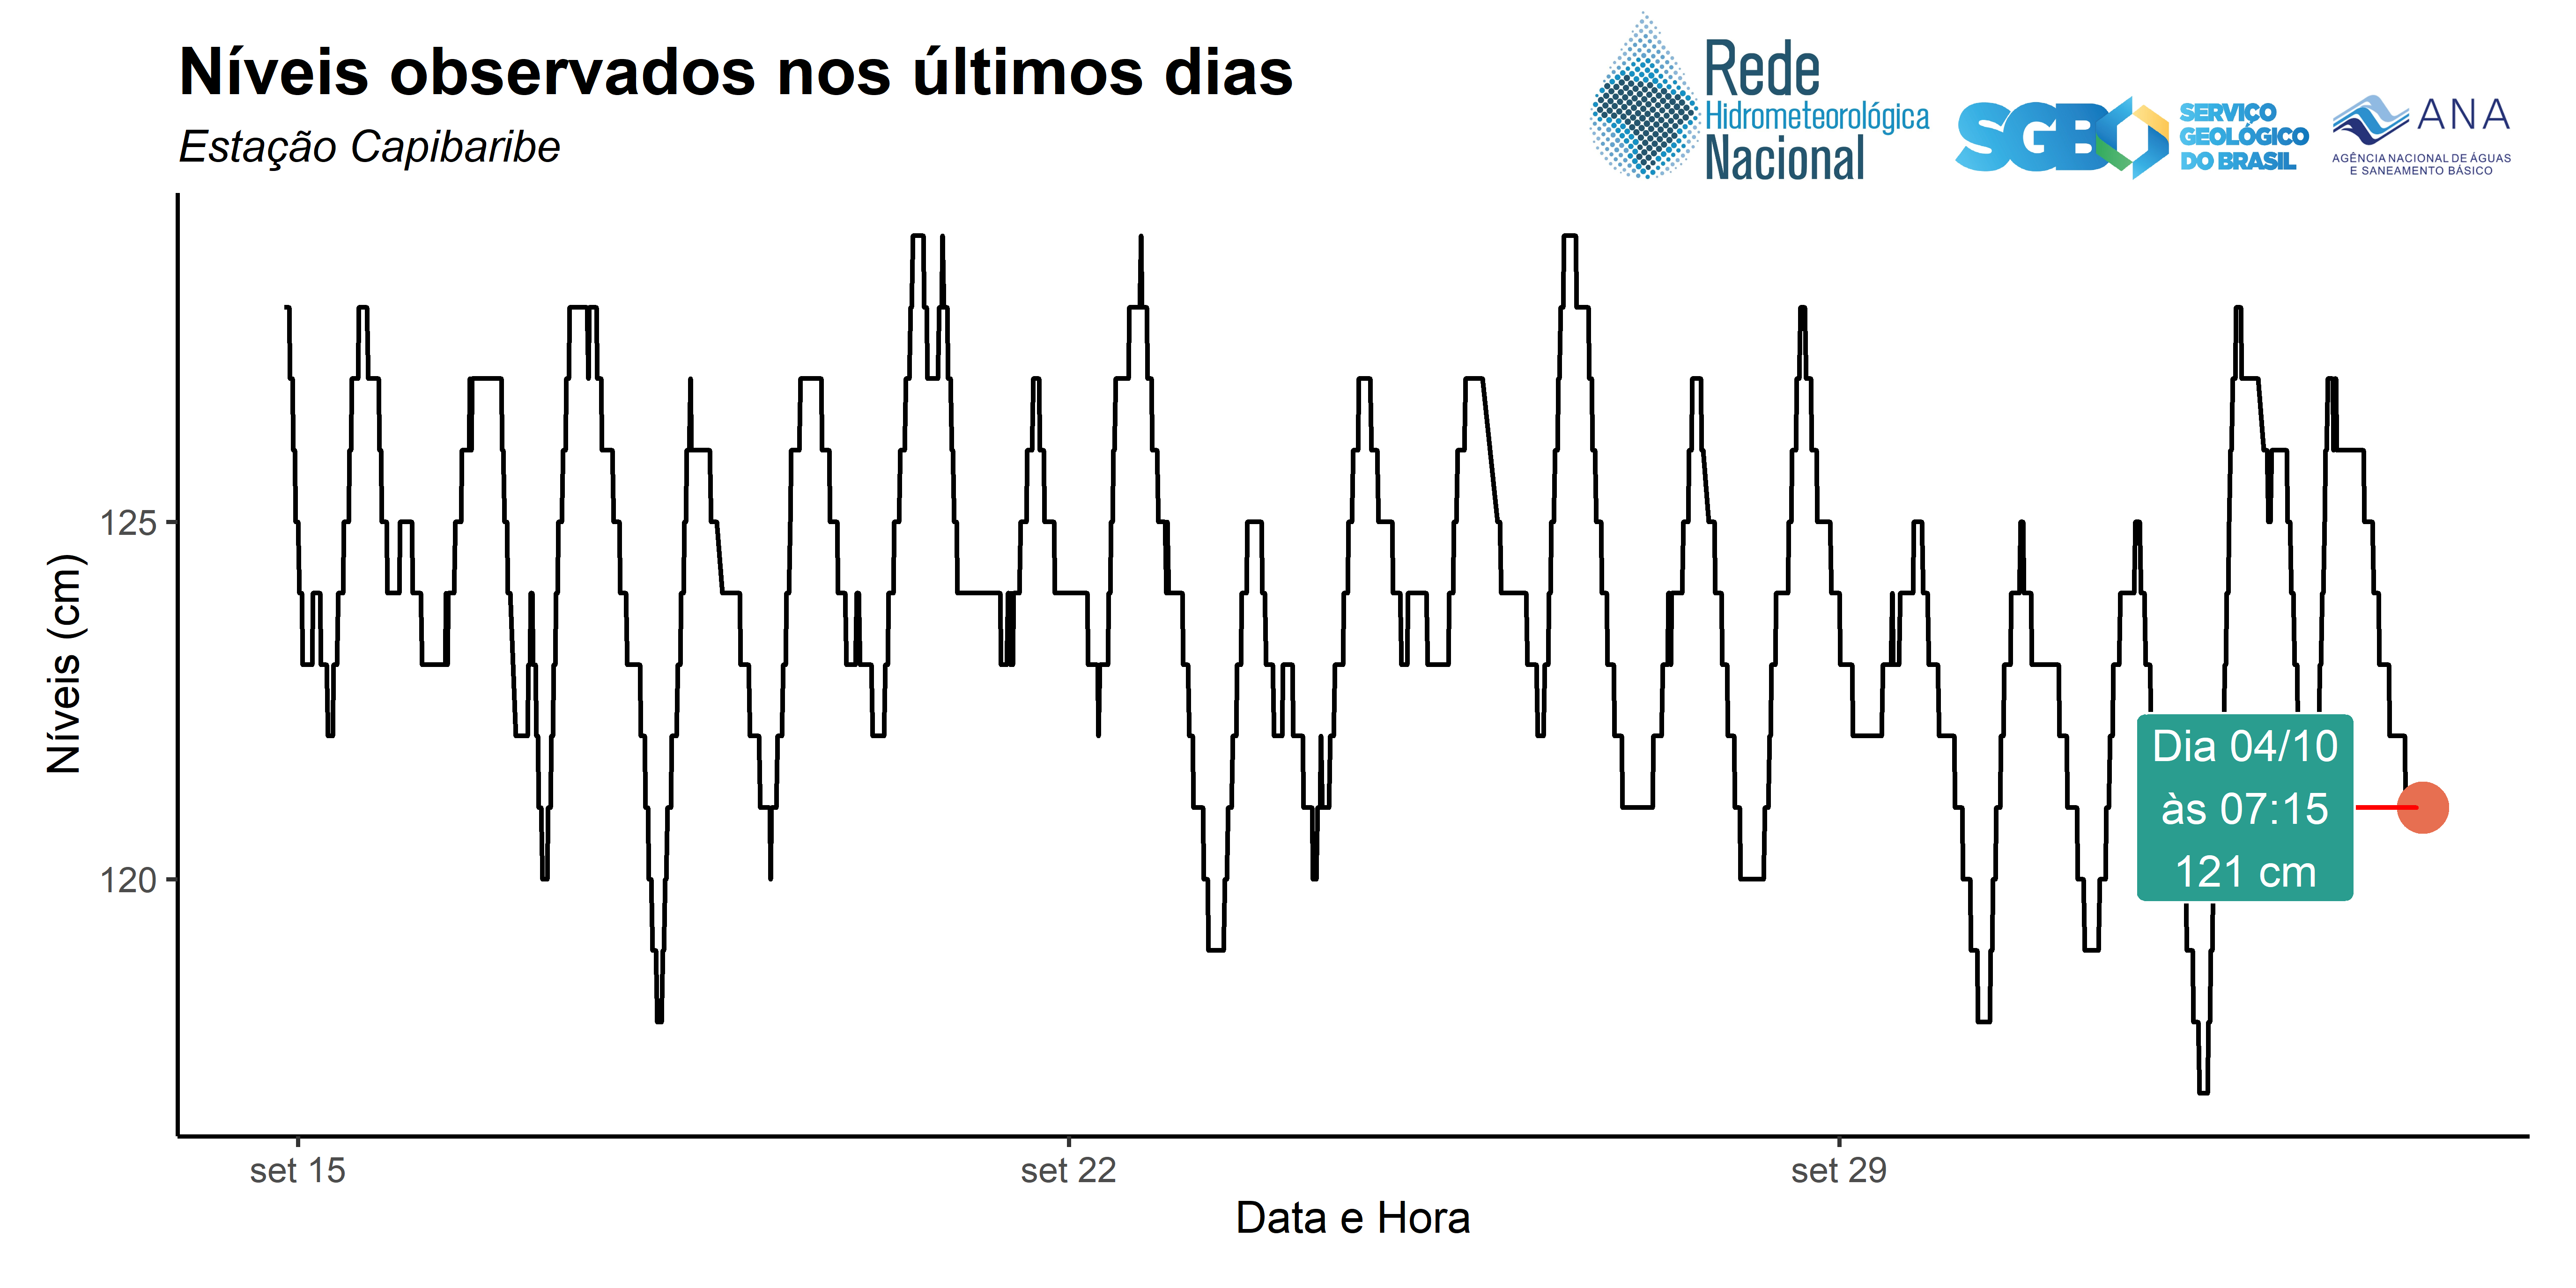 Níveis observados nos últimos dias
Estação Capibaribe
Rede
Hidrometeorológica
Nacional
SGB
SERVIÇO
GEOLÓGICO
DO BRASIL
ANA
AGÊNCIA NACIONAL DE ÁGUAS
E SANEAMENTO BÁSICO
Níveis (cm)
125
120
Dia 04/10
às 07:15
121 cm
set 15
set 22
set 29
Data e Hora